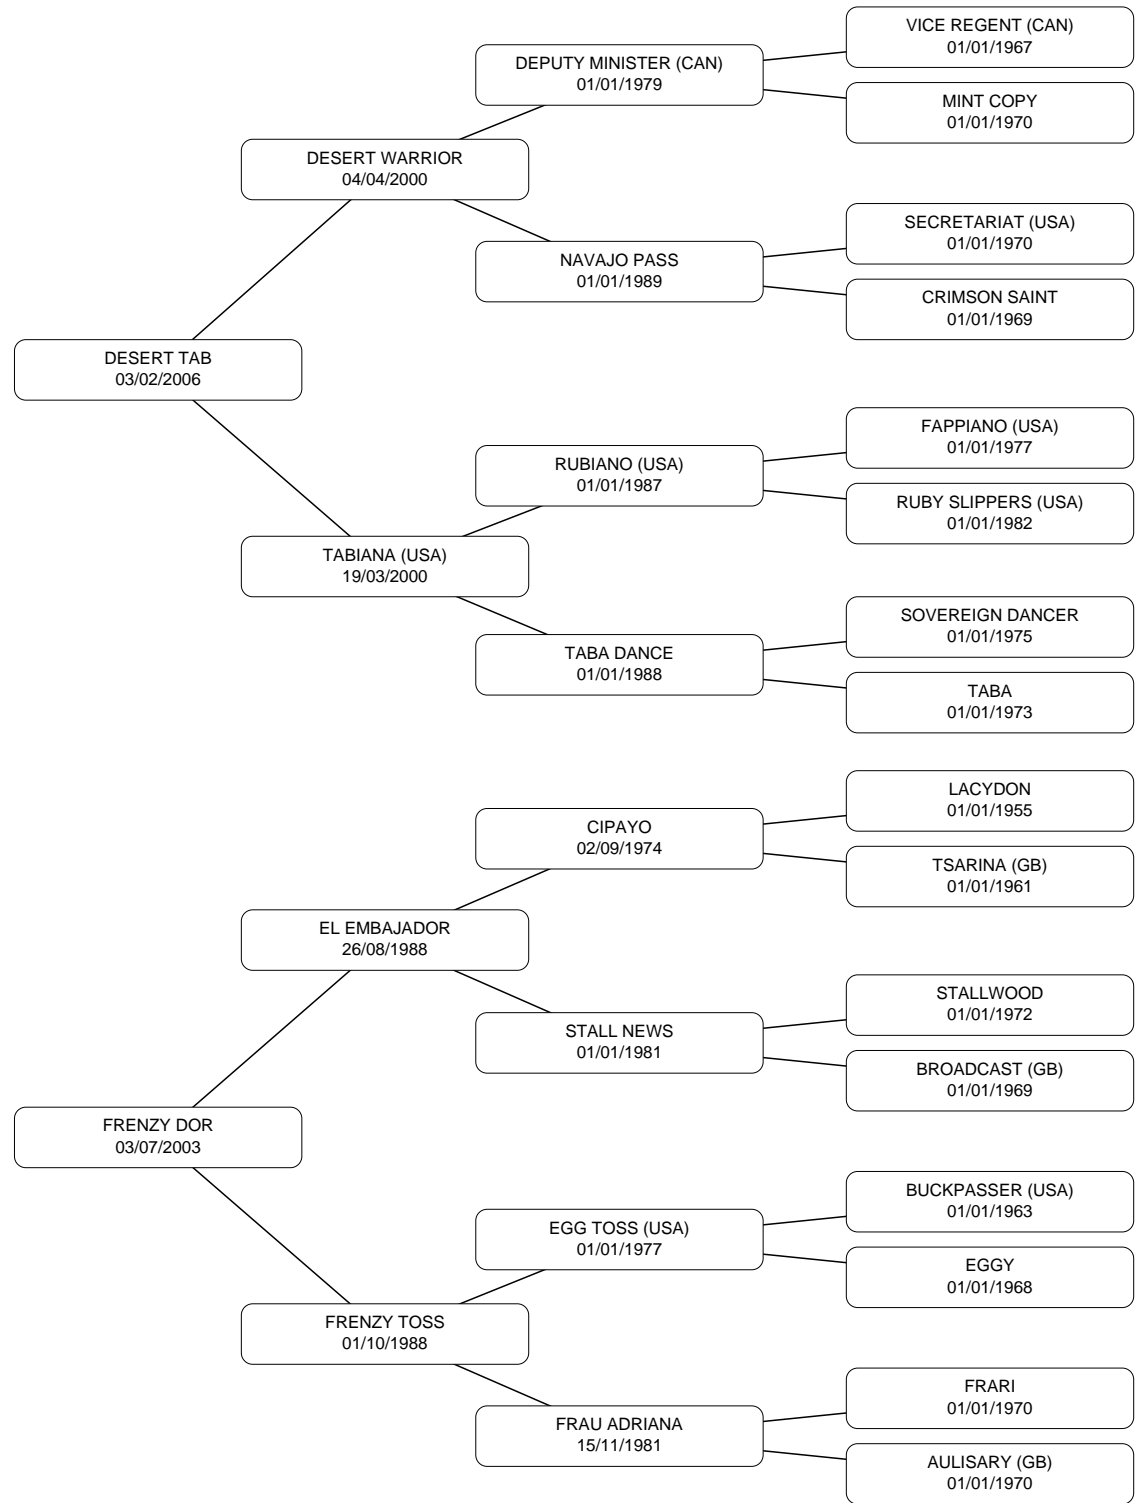 VICE REGENT (CAN)
01/01/1967
DEPUTY MINISTER (CAN)
01/01/1979
MINT COPY
01/01/1970
DESERT WARRIOR
04/04/2000
SECRETARIAT (USA)
01/01/1970
NAVAJO PASS
01/01/1989
CRIMSON SAINT
01/01/1969
DESERT TAB
03/02/2006
FAPPIANO (USA)
01/01/1977
RUBIANO (USA)
01/01/1987
RUBY SLIPPERS (USA)
01/01/1982
TABIANA (USA)
19/03/2000
SOVEREIGN DANCER
01/01/1975
TABA DANCE
01/01/1988
TABA
01/01/1973
LACYDON
01/01/1955
CIPAYO
02/09/1974
TSARINA (GB)
01/01/1961
EL EMBAJADOR
26/08/1988
STALLWOOD
01/01/1972
STALL NEWS
01/01/1981
BROADCAST (GB)
01/01/1969
FRENZY DOR
03/07/2003
BUCKPASSER (USA)
01/01/1963
EGG TOSS (USA)
01/01/1977
EGGY
01/01/1968
FRENZY TOSS
01/10/1988
FRARI
01/01/1970
FRAU ADRIANA
15/11/1981
AULISARY (GB)
01/01/1970